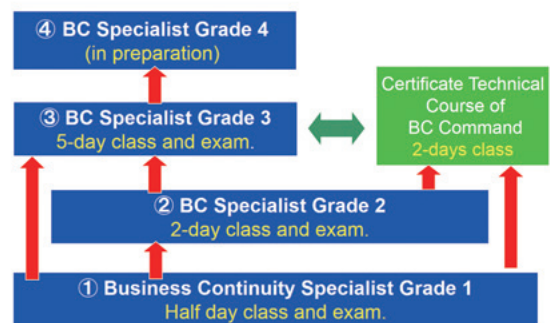 ④ BC Specialist Grade 4
(in preparation)
③ BC Specialist Grade 3
5-day class and exam.
Certificate Technical
Course of
BC Command
2-days class
② BC Specialist Grade 2
2-day class and exam.
① Business Continuity Specialist Grade 1
Half day class and exam.